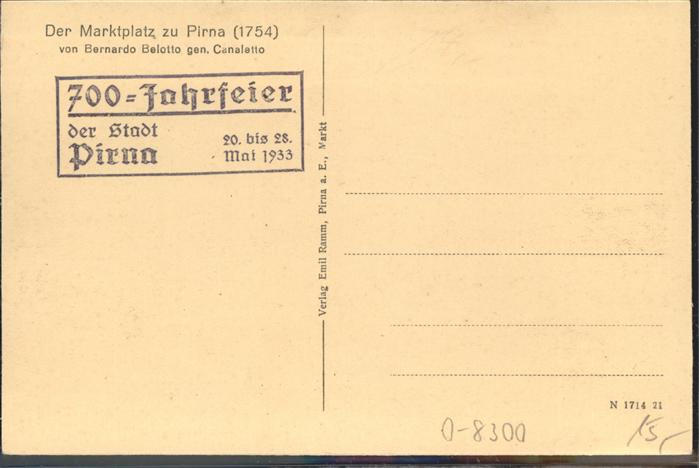 Der Marktplatz zu Pirna (1754)
von Bernardo Belotto gen. Canaletto
700=Jahrfeier
der Stadt
Pirna
20. bis 28.
Mai 1933
Verlag Emil Ramm, Pirna a. E., Markt
N 1714 21
0-8300